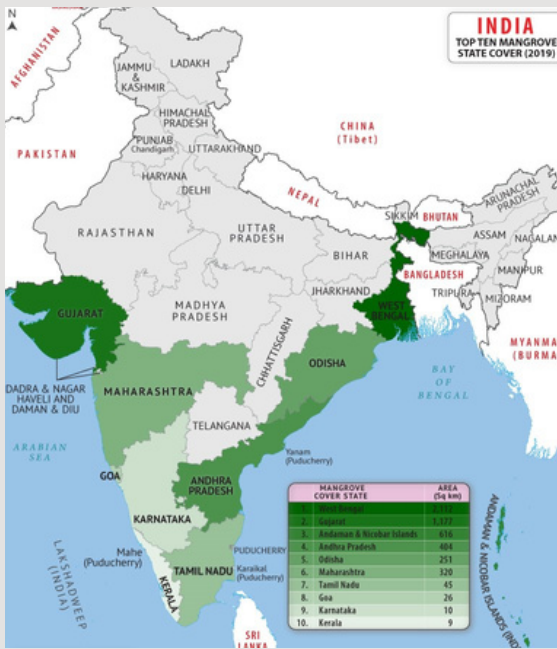 N
INDIA
TOP TEN MANGROVE
STATE COVER (2019)
AFGHANISTAN
LADAKH
JAMMU
&
KASHMIR
HIMACHAL
PRADESH
CHINA
(Tibet)
PAKISTAN
PUNJAB
Chandigarh
UTTARAKHAND
HARYANA
DELHI
NEPAL
ARUNACHAL
PRADESH
SIKKIM
BHUTAN
RAJASTHAN
UTTAR
PRADESH
ASSAM
NAGALAN
BIHAR
MEGHALAYA
MANIPUR
BANGLADESH
GUJARAT
MADHYA
PRADESH
JHARKHAND
WEST
BENGAL
TRIPURA
MIZORAM
CHHATTISGARH
MYANMA
(BURMA
DADRA & NAGAR
HAVELI AND
DAMAN & DIU
MAHARASHTRA
ODISHA
BAY
OF
BENGAL
ARABIAN
SEA
TELANGANA
Yanam
(Puducherry)
GOA
ANDHRA
PRADESH
KARNATAKA
MANGROVE
COVER STATE
AREA
(Sq km)
1. West Bengal 2,112
2. Gujarat 1,177
3. Andaman & Nicobar Islands 616
4. Andhra Pradesh 404
5. Odisha 251
6. Maharashtra 320
7. Tamil Nadu 45
8. Goa 26
9. Karnataka 10
10. Kerala 9
Mahe
(Puducherry)
PUDUCHERRY
Karaikal
(Puducherry)
TAMIL NADU
KERALA
LAKSHADWEEP
(INDIA)
ANDAMAN & NICOBAR ISLANDS (IND
SRI
LANKA